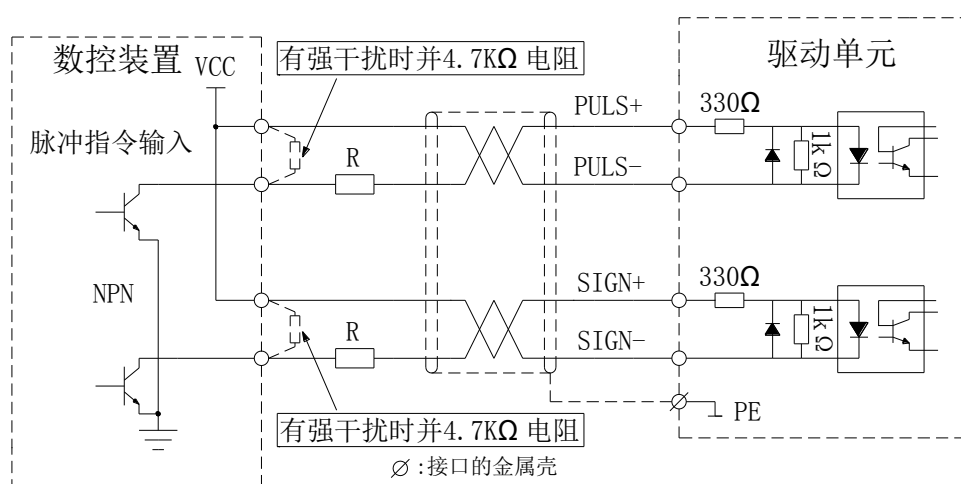 数控装置
VCC
有强干扰时并4.7KΩ 电阻
驱动单元
脉冲指令输入
PULS+
330Ω
1kΩ
R
PULS-
NPN
SIGN+
330Ω
1kΩ
R
SIGN-
PE
有强干扰时并4.7KΩ 电阻
⌀:接口的金属壳